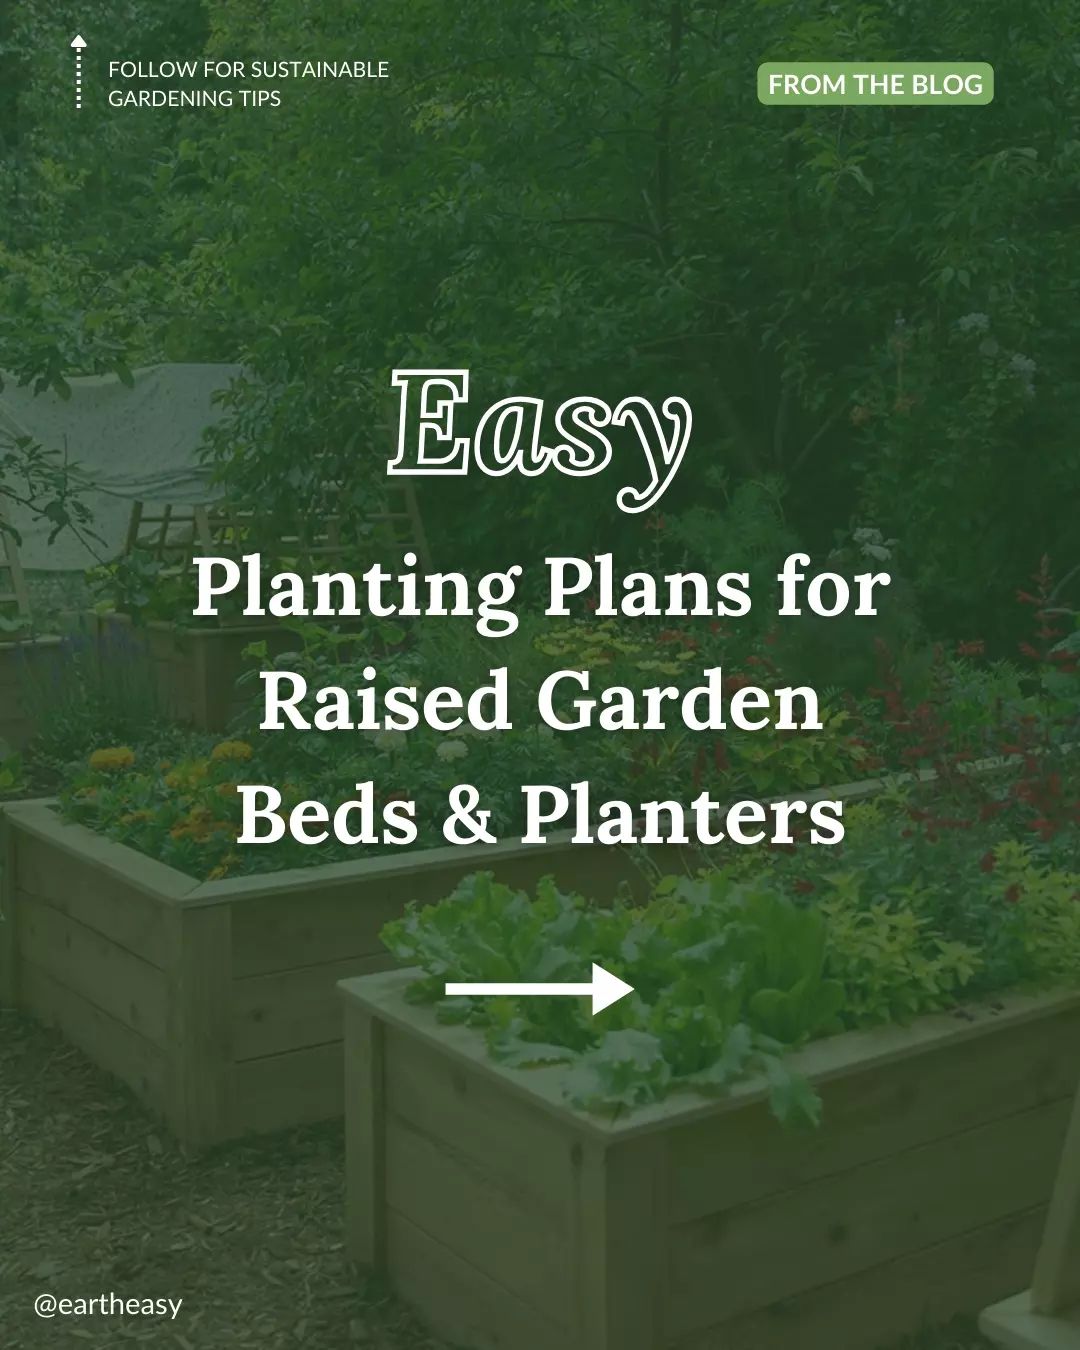 FOLLOW FOR SUSTAINABLE
GARDENING TIPS
FROM THE BLOG
Easy
Planting Plans for
Raised Garden
Beds & Planters
@eartheasy